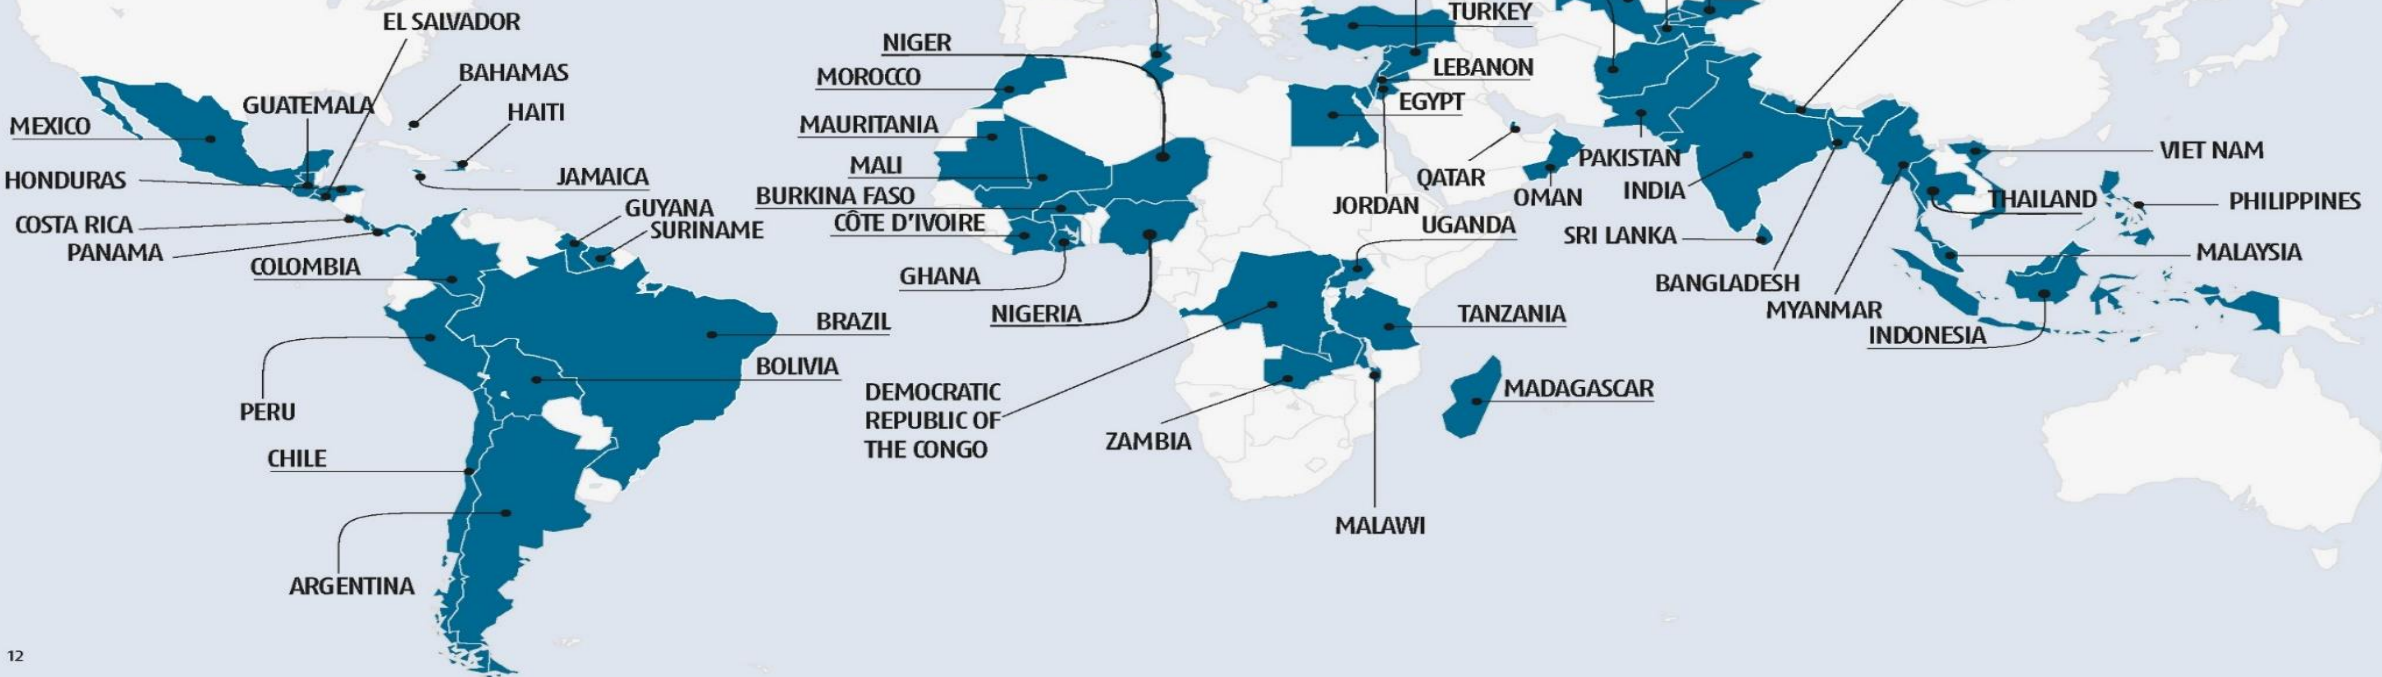 EL SALVADOR
BAHAMAS
GUATEMALA
HAITI
MEXICO
HONDURAS
JAMAICA
COSTA RICA
PANAMA
GUYANA
SURINAME
COLOMBIA
BRAZIL
BOLIVIA
PERU
CHILE
ARGENTINA
NIGER
MOROCCO
MAURITANIA
MALI
BURKINA FASO
CÔTE D'IVOIRE
GHANA
NIGERIA
DEMOCRATIC
REPUBLIC OF
THE CONGO
ZAMBIA
MALAWI
MADAGASCAR
TANZANIA
UGANDA
TURKEY
LEBANON
EGYPT
JORDAN
QATAR
OMAN
PAKISTAN
INDIA
SRI LANKA
BANGLADESH
MYANMAR
INDONESIA
THAILAND
VIET NAM
PHILIPPINES
MALAYSIA
12